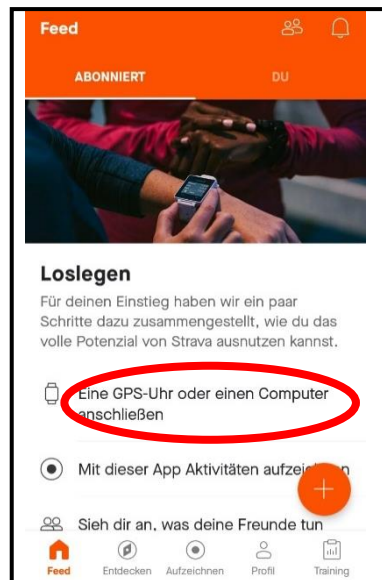 Feed
ABONNIERT
DU
Loslegen
Für deinen Einstieg haben wir ein paar
Schritte dazu zusammengestellt, wie du das
volle Potenzial von Strava ausnutzen kannst.
Eine GPS-Uhr oder einen Computer
anschließen
Mit dieser App Aktivitäten
Sieh dir an, was deine Freunde tun
Feed
Entdecken
Aufzeichnen
Profil
Training